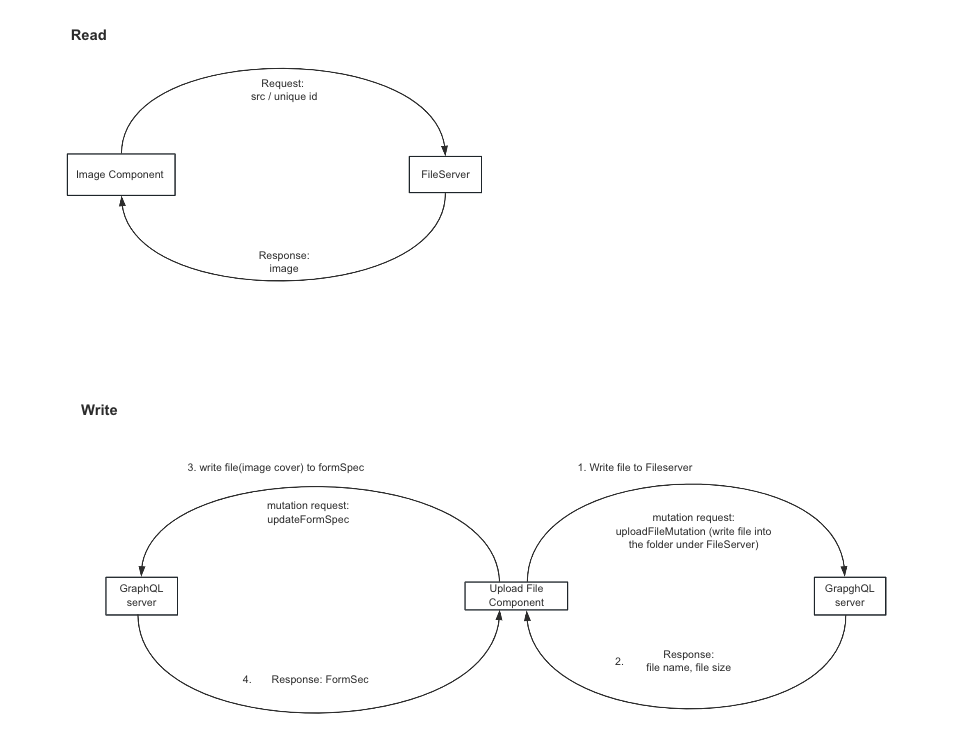 Read
Request:
src / unique id
Image Component
FileServer
Response:
image
Write
3. write file(image cover) to formSpec
1. Write file to Fileserver
mutation request:
updateFormSpec
mutation request:
uploadFileMutation (write file into
the folder under FileServer)
GraphQL
server
Upload File
Component
GrapghQL
server
4. Response: FormSec
2. Response:
file name, file size